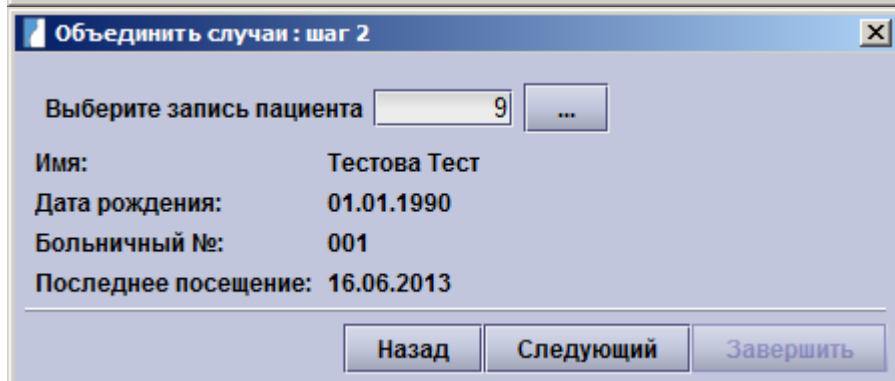 Объединить случаи : шаг 2
Выберите запись пациента 9 ...
Имя: Тестова Тест
Дата рождения: 01.01.1990
Больничный №: 001
Последнее посещение: 16.06.2013
Назад Следующий Завершить